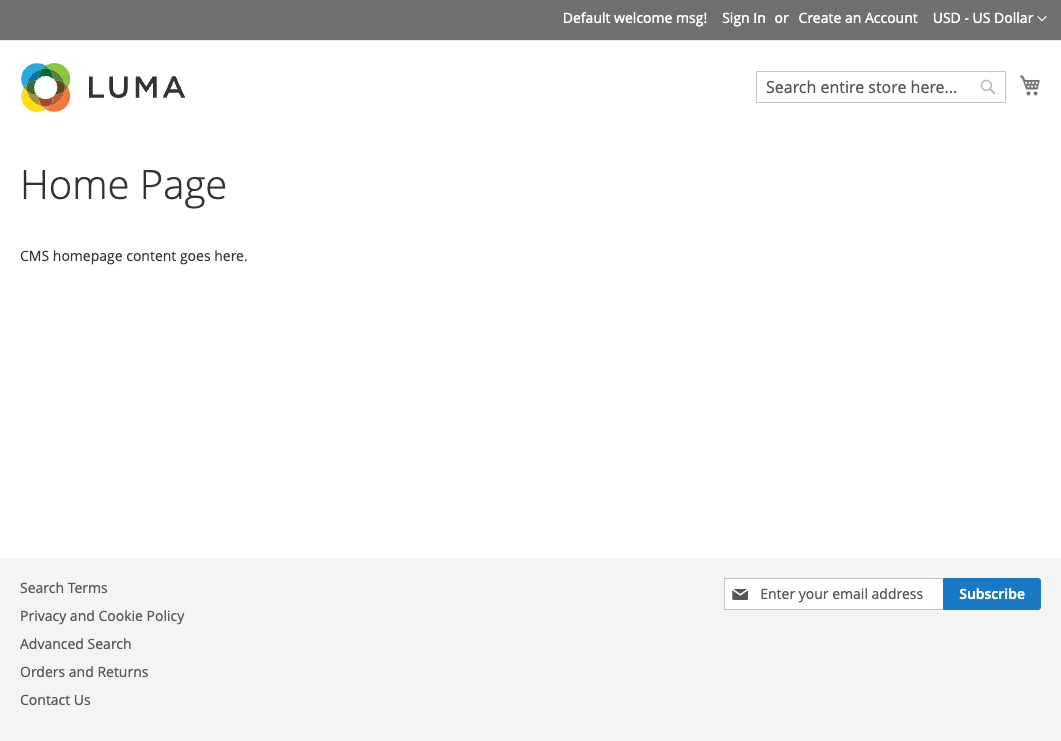 Default welcome msg! Sign In or Create an Account USD - US Dollar
LUMA
Search entire store here...
Home Page
CMS homepage content goes here.
Search Terms
Privacy and Cookie Policy
Advanced Search
Orders and Returns
Contact Us
Enter your email address
Subscribe